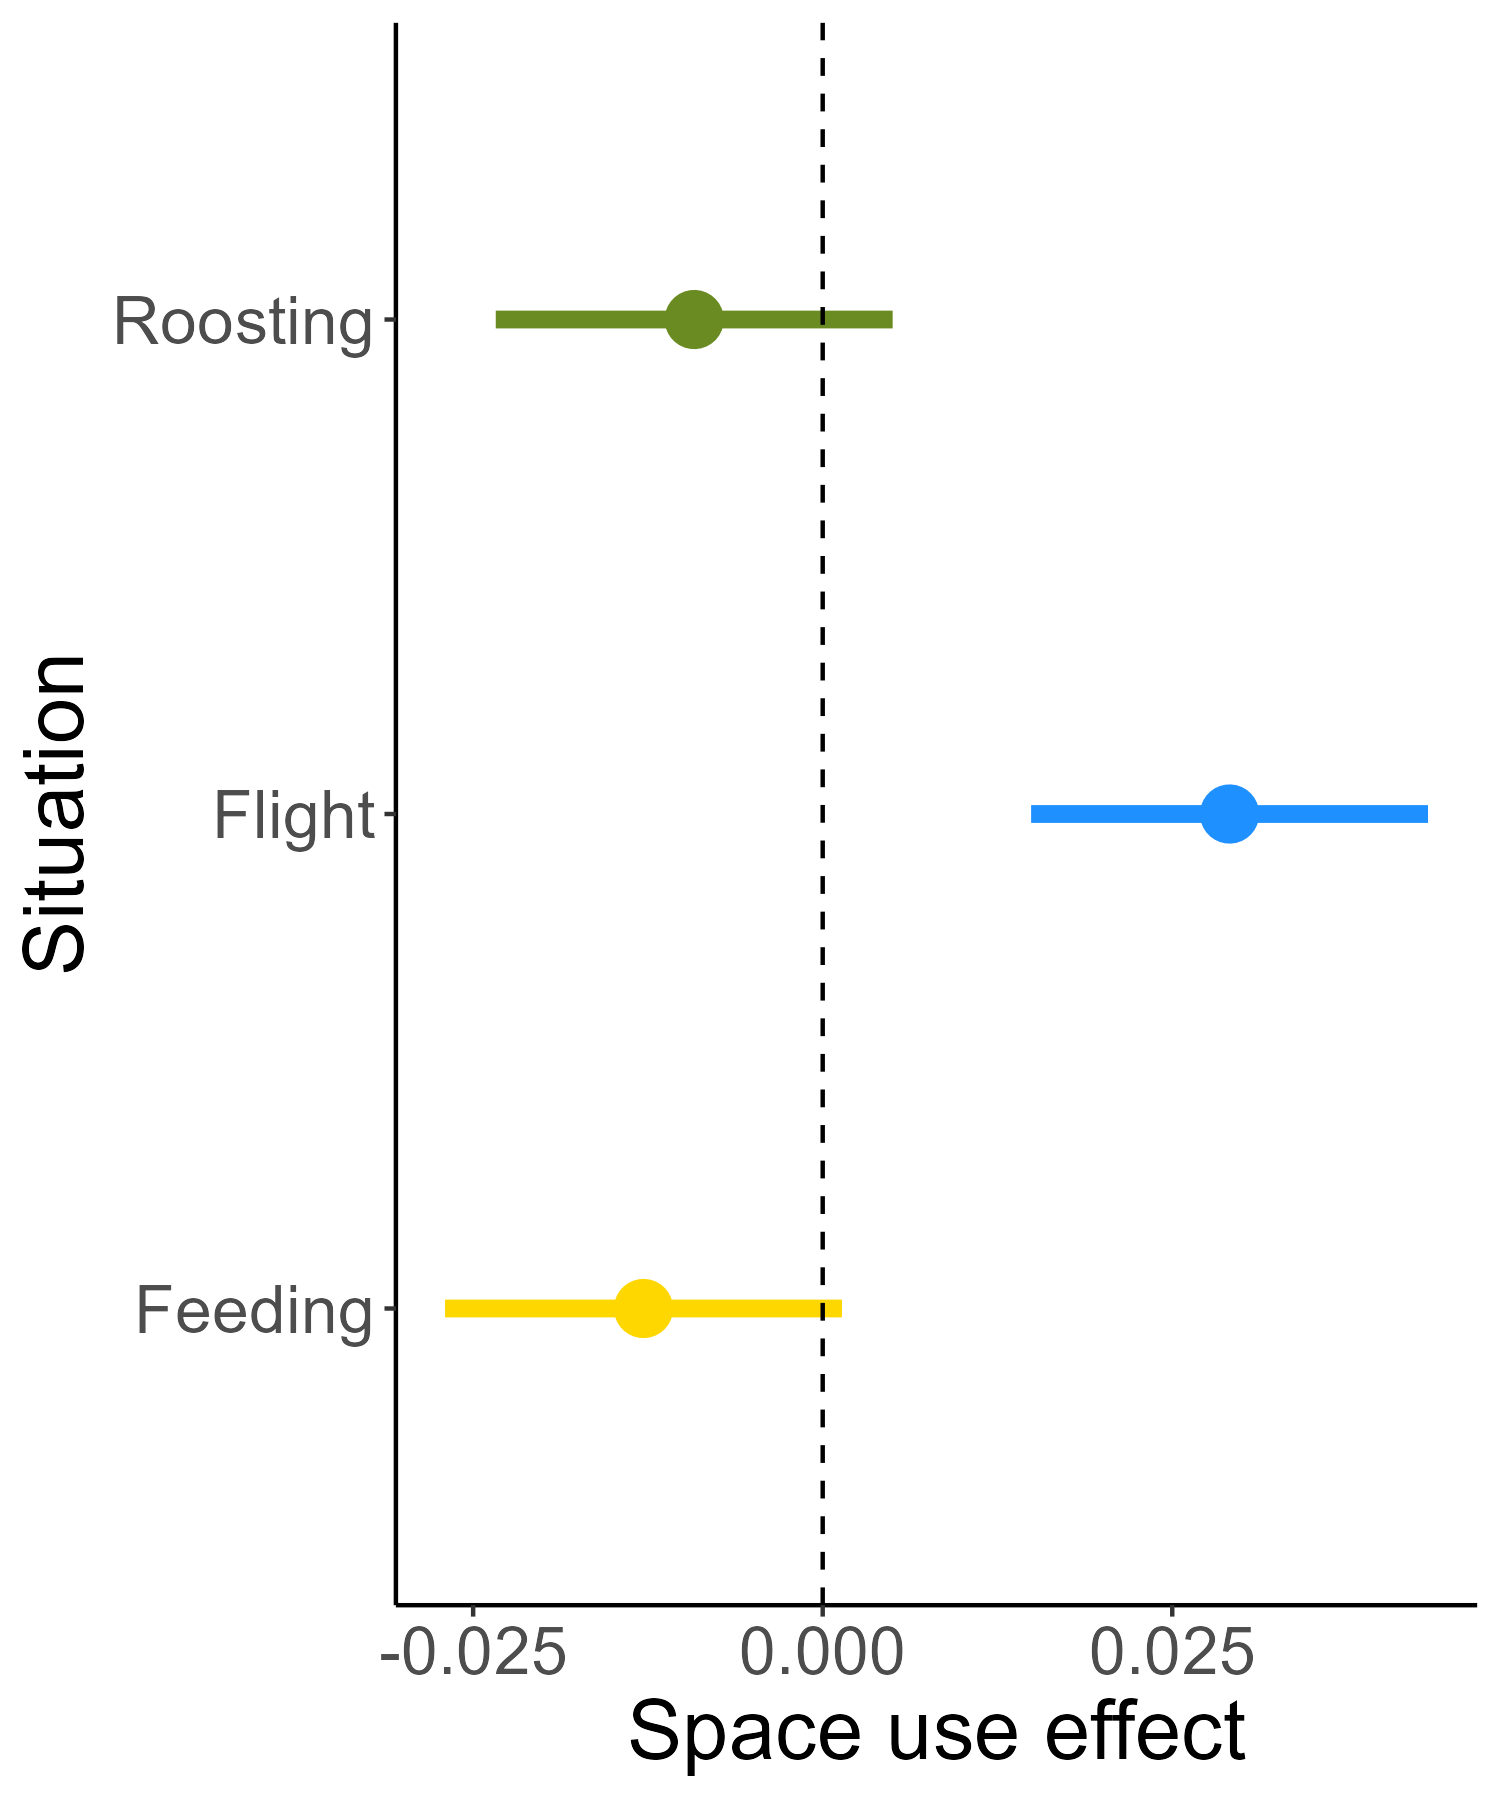 Roosting
Situation
Flight
Feeding
-0.025 0.000 0.025
Space use effect